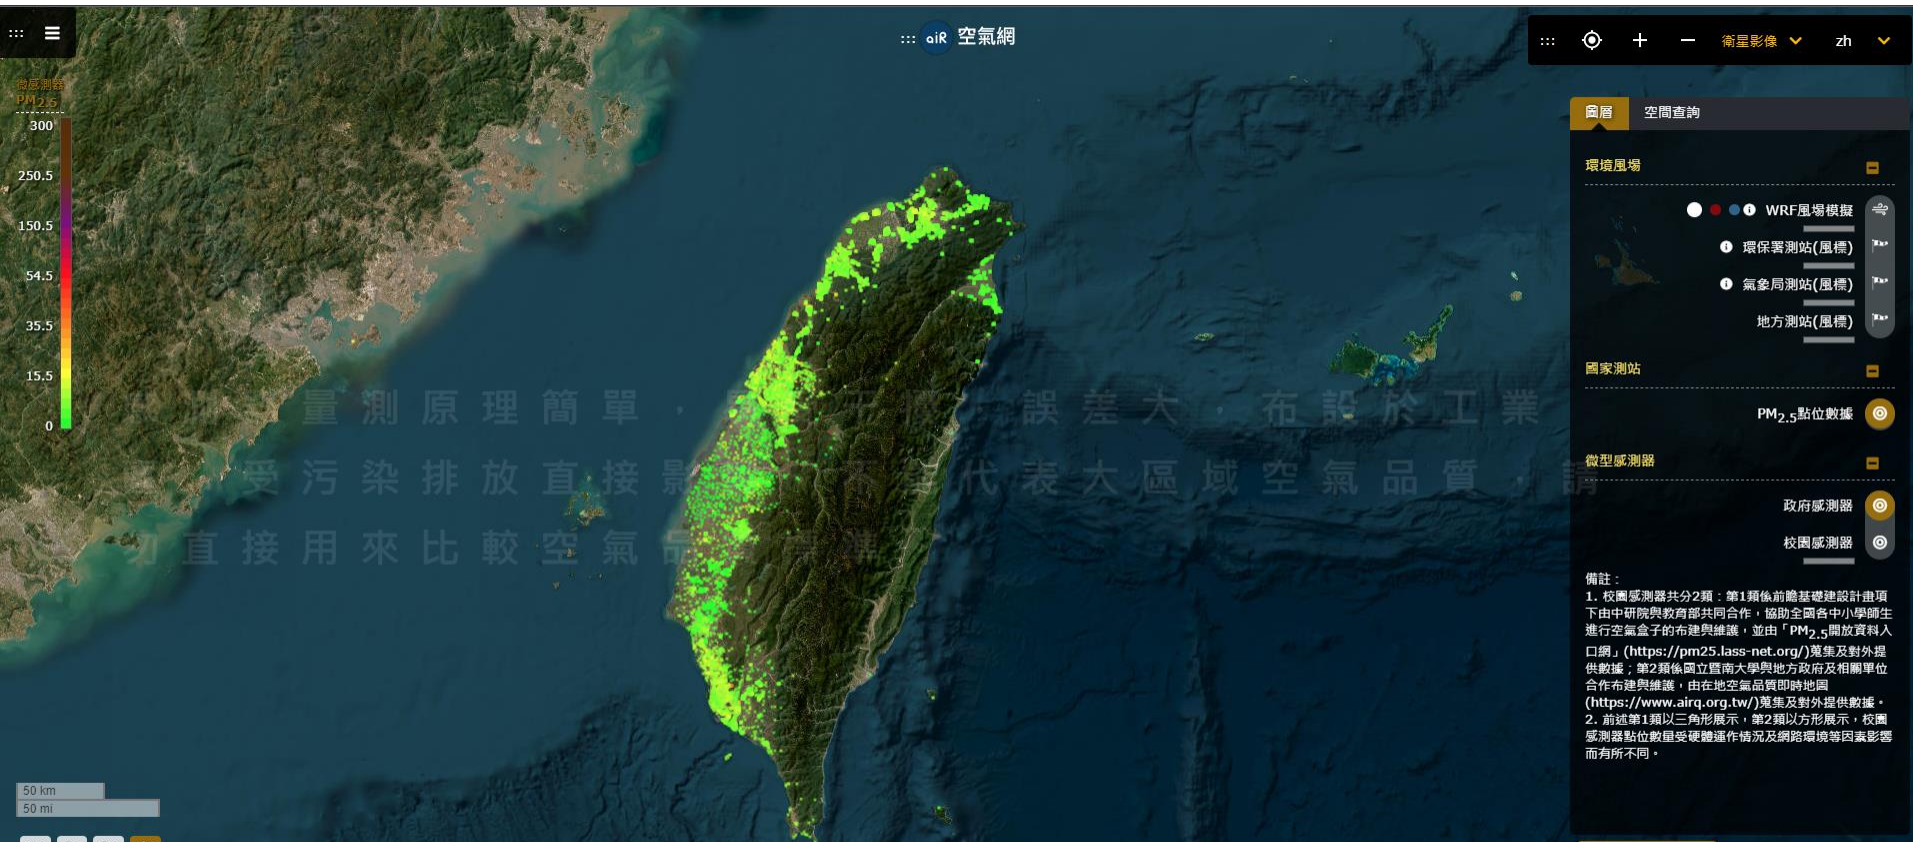 空氣網
衛星影像
zh
微感測器
PM2.5
300
250.5
150.5
54.5
35.5
15.5
0
圖層 空間查詢
環境風場
WRF風場模擬
環保署測站(風標)
氣象局測站(風標)
地方測站(風標)
國家測站
PM2.5點位數據
微型感測器
政府感測器
校園感測器
備註：
1. 校園感測器共分2類：第1類係前瞻基礎建設計畫項
下由中研院與教育部共同合作，協助全國各中小學師生
進行空氣盒子的布建與維護，並由「PM2.5開放資料入
口網」(https://pm25.lass-net.org/)蒐集及對外提
供數據；第2類係國立暨南大學與地方政府及相關單位
合作布建與維護，由在地空氣品質即時地圖
(https://www.airq.org.tw/)蒐集及對外提供數據。
2. 前述第1類以三角形展示，第2類以方形展示，校園
感測器點位數量受硬體運作情況及網路環境等因素影響
而有所不同。
量測原理簡單，誤差大，布設於工業
受污染排放直接影 不 代表大區域空氣品質，請
勿直接用來比較空氣品
50 km
50 mi